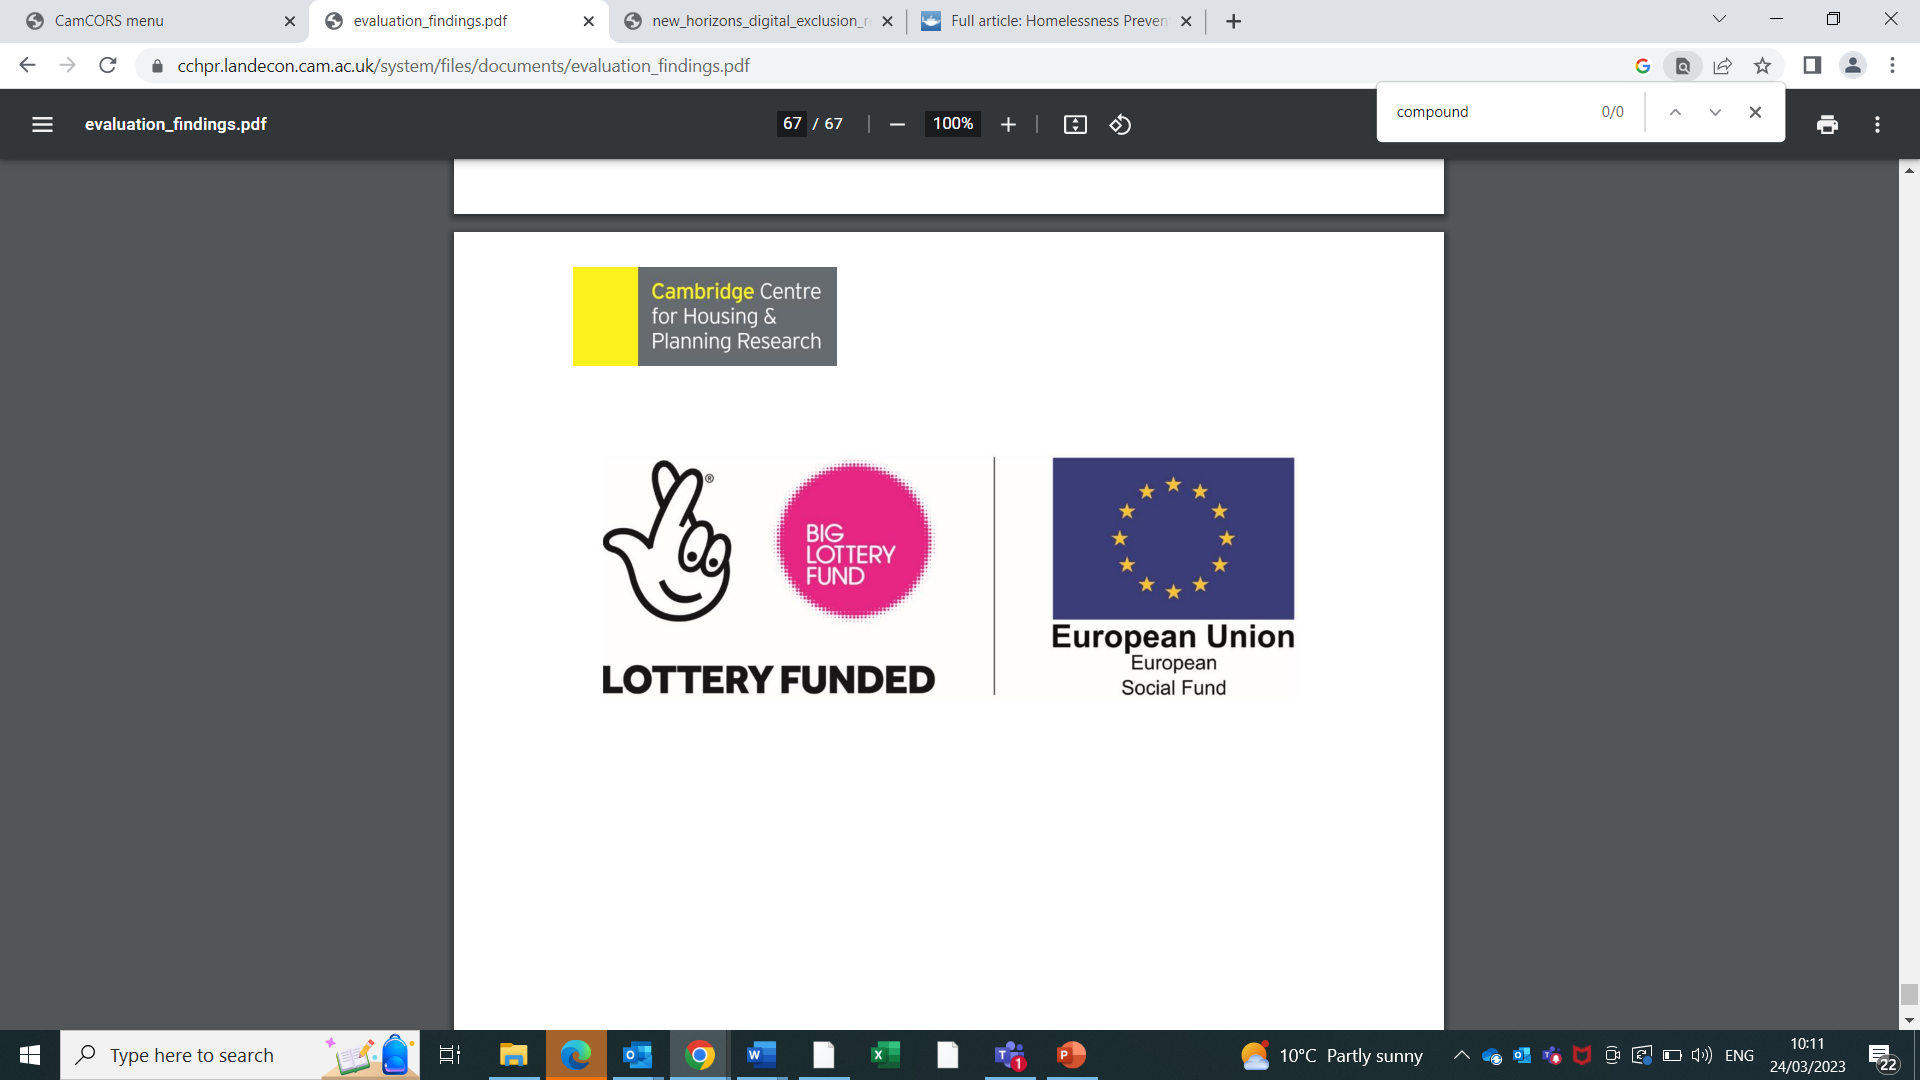 CamCORS menu
evaluation_findings.pdf
new_horizons_digital_exclusion_r
Full article: Homelessness Preven
cchpr.landecon.cam.ac.uk/system/files/documents/evaluation_findings.pdf
compound 0/0
evaluation_findings.pdf
67 / 67
100%
Cambridge Centre
for Housing &
Planning Research
®
BIG
LOTTERY
FUND
LOTTERY FUNDED
European Union
European
Social Fund
Type here to search
1
10°C Partly sunny
ENG
10:11
24/03/2023
22